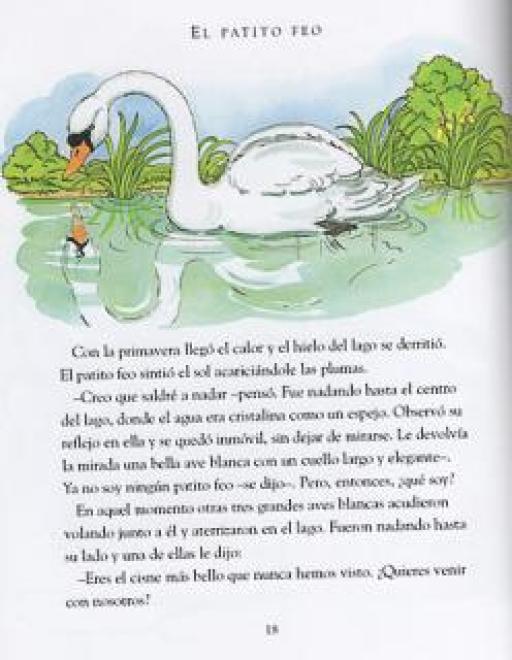 EL PATITO FEO
Con la primavera llegó el calor y el hielo del lago se derritió.
El patito feo sintió el sol acariciándole las plumas.
–Creo que saldré a nadar –pensó. Fue nadando hasta el centro
del lago, donde el agua era cristalina como un espejo. Observó su
reflejo en ella y se quedó inmóvil, sin dejar de mirarse. Le devolvía
la mirada una bella ave blanca con un cuello largo y elegante–.
Ya no soy ningún patito feo –se dijo–. Pero, entonces, ¿qué soy?
En aquel momento otras tres grandes aves blancas acudieron
volando junto a él y aterrizaron en el lago. Fueron nadando hasta
su lado y una de ellas le dijo:
–Eres el cisne más bello que nunca hemos visto. ¿Quieres venir
con nosotros?
18